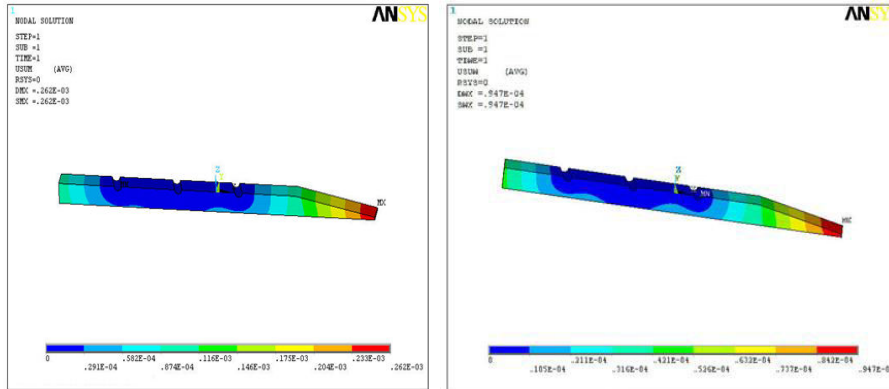 1
ANSYS
NODAL SOLUTION
STEP=1
SUB =1
TIME=1
USUM (AVG)
RSYS=0
DMX =.262E-03
SMX =.262E-03
Z
MX
0 .582E-04 .116E-03 .175E-03 .233E-03
.291E-04 .874E-04 .146E-03 .204E-03 .262E-03
1
ANSYS
NODAL SOLUTION
STEP=1
SUB =1
TIME=1
USUM (AVG)
RSYS=0
DMX =.947E-04
SMX =.947E-04
Z
MN
MX
0 .211E-04 .421E-04 .632E-04 .842E-04
.105E-04 .316E-04 .526E-04 .737E-04 .947E-04